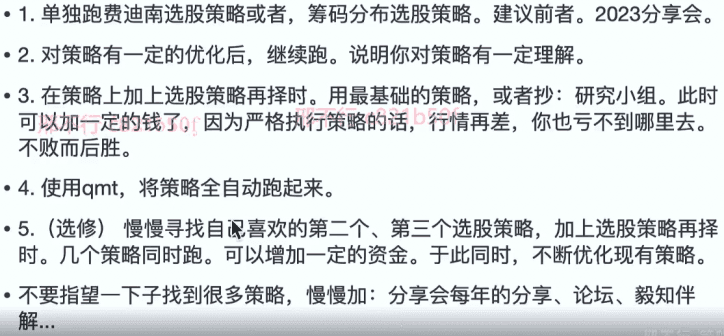 • 1. 单独跑费迪南选股策略或者，筹码分布选股策略。建议前者。2023分享会。
• 2. 对策略有一定的优化后，继续跑。说明你对策略有一定理解。
• 3. 在策略上加上选股策略再择时。用最基础的策略，或者抄：研究小组。此时
可以加一定的钱了。因为严格执行策略的话，行情再差，你也亏不到哪里去。
不败而后胜。
• 4. 使用qmt，将策略全自动跑起来。
• 5.（选修） 慢慢寻找自己喜欢的第二个、第三个选股策略，加上选股策略再择
时。几个策略同时跑。可以增加一定的资金。于此同时，不断优化现有策略。
• 不要指望一下子找到很多策略，慢慢加：分享会每年的分享、论坛、毅知伴
解...